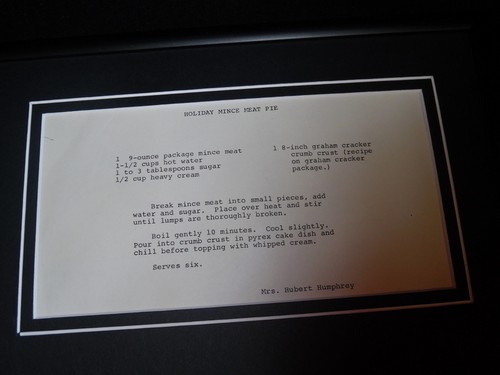 HOLIDAY MINCE MEAT PIE
1  9-ounce package mince meat
1-1/2 cups hot water
1 to 3 tablespoons sugar
1/2 cup heavy cream
1 8-inch graham cracker
crumb crust (recipe
on graham cracker
package.)
Break mince meat into small pieces, add
water and sugar.  Place over heat and stir
until lumps are thoroughly broken.
Boil gently 10 minutes.  Cool slightly.
Pour into crumb crust in pyrex cake dish and
chill before topping with whipped cream.
Serves six.
Mrs. Hubert Humphrey